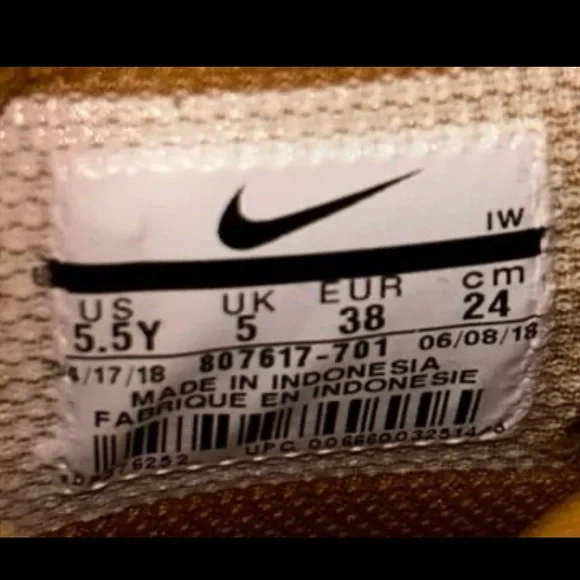 IW
US UK EUR cm
5.5Y 5 38 24
807617-701 06/08/18
MADE IN INDONESIA
FABRIQUE EN INDONESIE
UPC